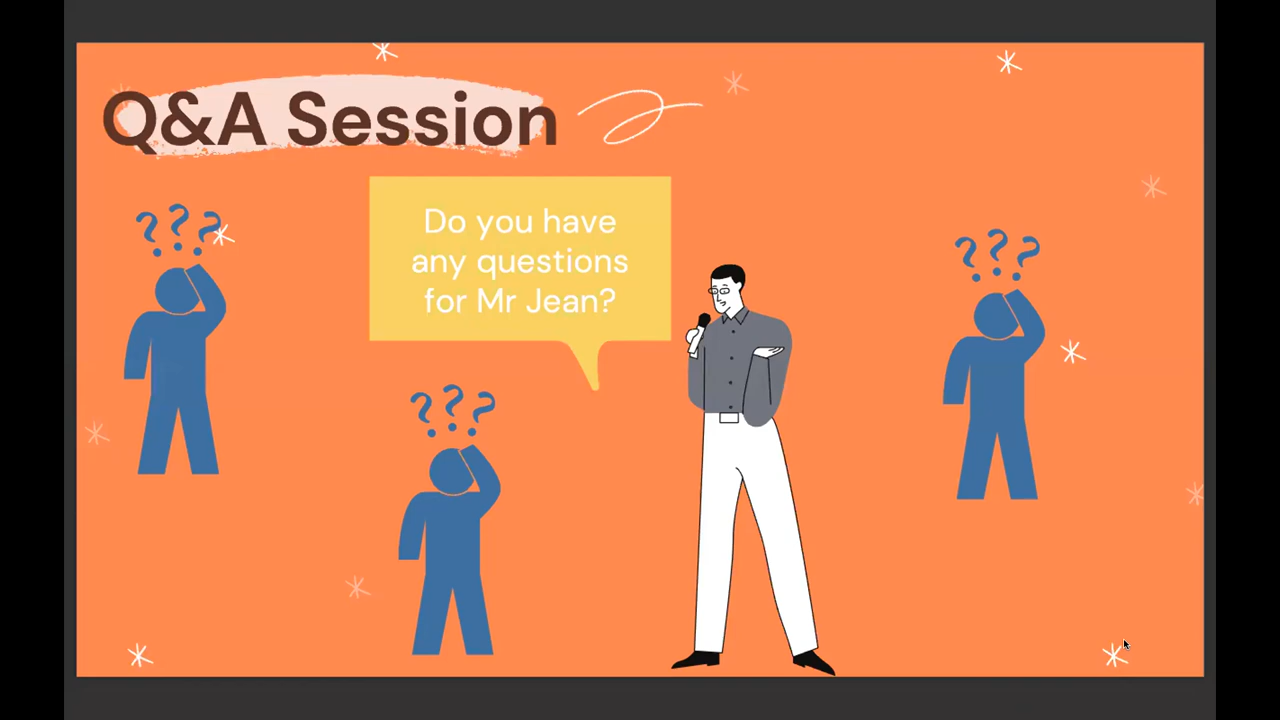 Q&A Session
???
Do you have
any questions
for Mr Jean?
???
???